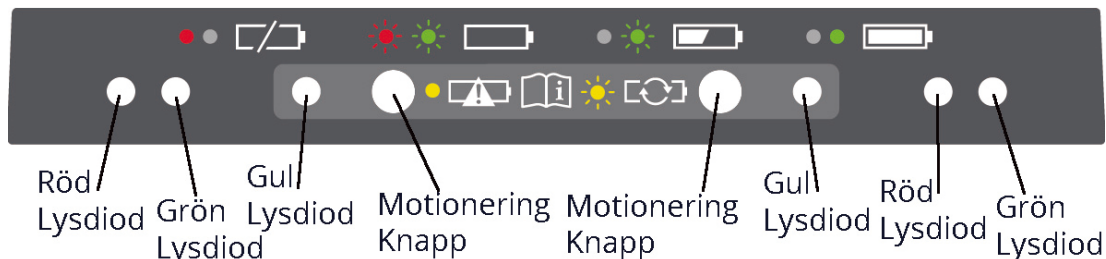 Röd
Lysdiod
Grön
Lysdiod
Gul
Lysdiod
Motionering
Knapp
Motionering
Knapp
Gul
Lysdiod
Röd
Lysdiod
Grön
Lysdiod
i